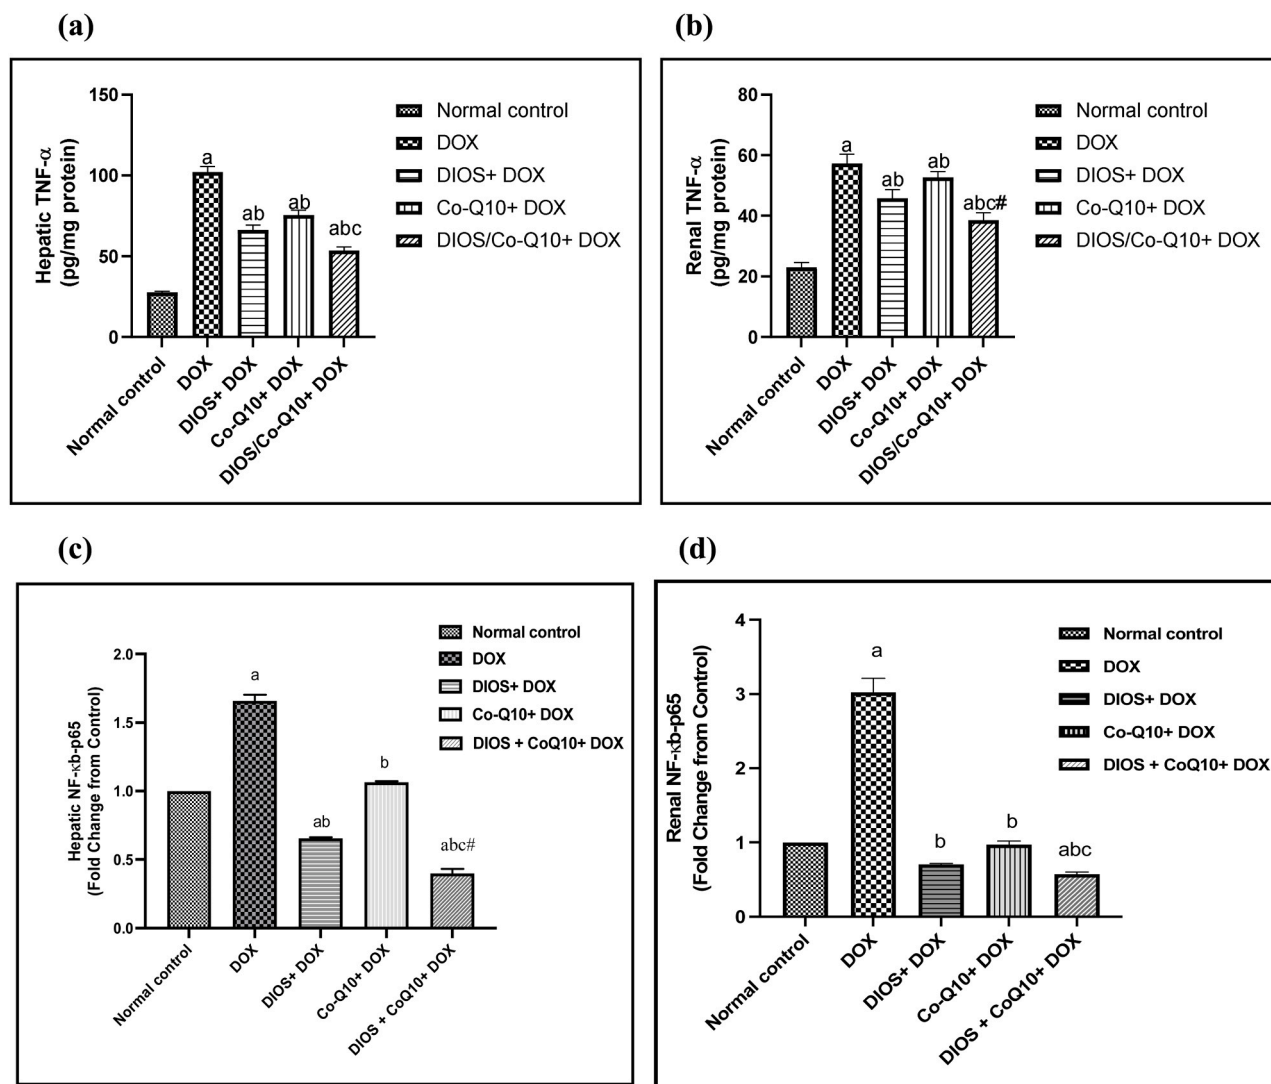 (a)
Hepatic TNF-α
(pg/mg protein)
150
100
50
0
a
ab
ab
abc
Normal control
DOX
DIOS+ DOX
Co-Q10+ DOX
DIOS/Co-Q10+ DOX
Normal control
DOX
DIOS+ DOX
Co-Q10+ DOX
DIOS/Co-Q10+ DOX
(b)
Renal TNF-α
(pg/mg protein)
80
60
40
20
0
a
ab
ab
abc#
Normal control
DOX
DIOS+ DOX
Co-Q10+ DOX
DIOS/Co-Q10+ DOX
Normal control
DOX
DIOS+ DOX
Co-Q10+ DOX
DIOS/Co-Q10+ DOX
(c)
Hepatic NF-κb-p65
(Fold Change from Control)
2.0
1.5
1.0
0.5
0.0
a
ab
b
abc#
Normal control
DOX
DIOS+ DOX
Co-Q10+ DOX
DIOS + CoQ10+ DOX
Normal control
DOX
DIOS+ DOX
Co-Q10+ DOX
DIOS + CoQ10+ DOX
(d)
Renal NF-κb-p65
(Fold Change from Control)
4
3
2
1
0
a
b
b
abc
Normal control
DOX
DIOS+ DOX
Co-Q10+ DOX
DIOS + CoQ10+ DOX
Normal control
DOX
DIOS+ DOX
Co-Q10+ DOX
DIOS + CoQ10+ DOX